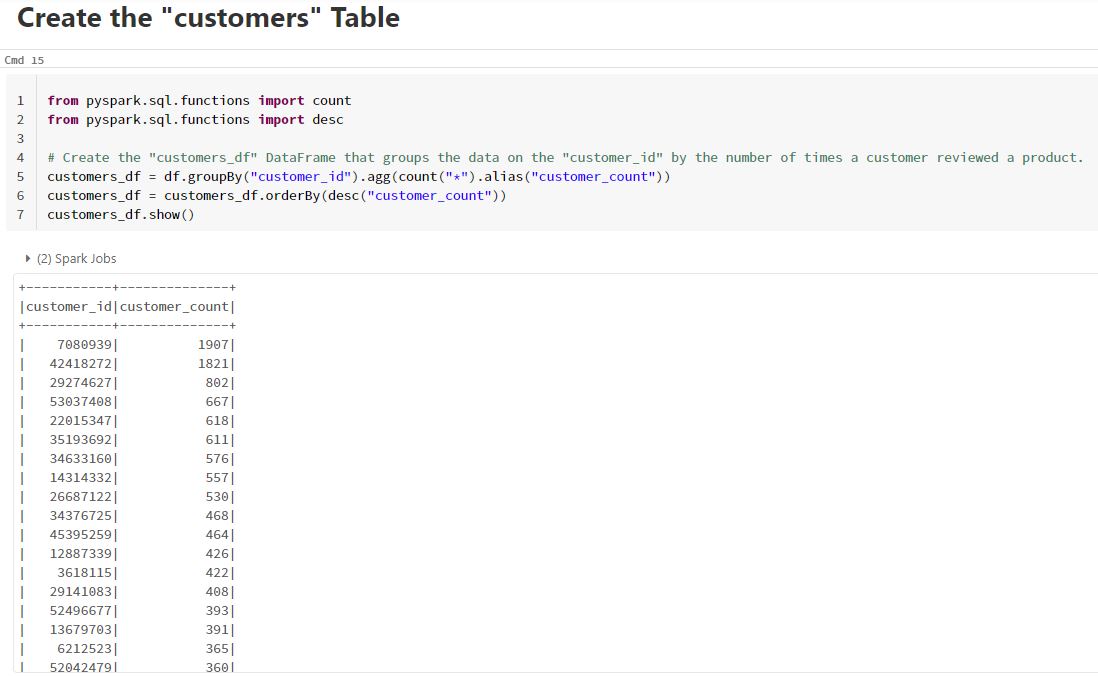 Create the "customers" Table
Cmd 15
1 from pyspark.sql.functions import count
2 from pyspark.sql.functions import desc
3
4 # Create the "customers_df" DataFrame that groups the data on the "customer_id" by the number of times a customer reviewed a product.
5 customers_df = df.groupBy("customer_id").agg(count("*").alias("customer_count"))
6 customers_df = customers_df.orderBy(desc("customer_count"))
7 customers_df.show()
(2) Spark Jobs
+-----------+--------------+
|customer_id|customer_count|
+-----------+--------------+
|    7080939|          1907|
|   42418272|          1821|
|   29274627|           802|
|   53037408|           667|
|   22015347|           618|
|   35193692|           611|
|   34633160|           576|
|   14314332|           557|
|   26687122|           530|
|   34376725|           468|
|   45395259|           464|
|   12887339|           426|
|    3618115|           422|
|   29141083|           408|
|   52496677|           393|
|   13679703|           391|
|    6212523|           365|
|   52042479|           360|